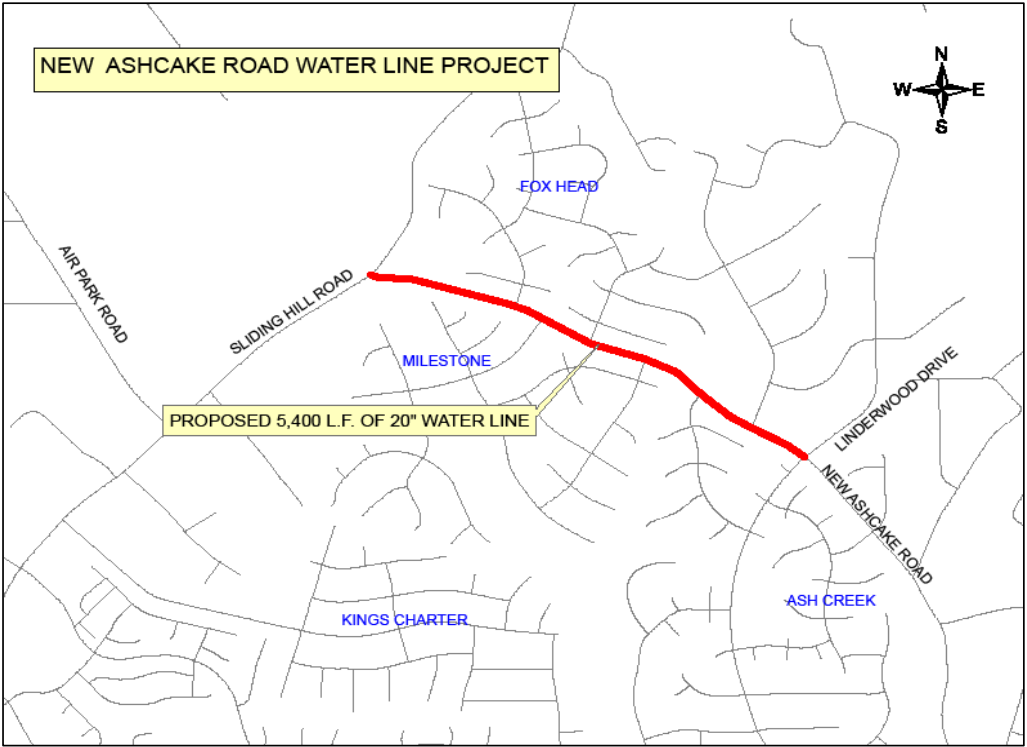 NEW ASHCAKE ROAD WATER LINE PROJECT
N
W E
S
FOX HEAD
AIR PARK ROAD
SLIDING HILL ROAD
MILESTONE
PROPOSED 5,400 L.F. OF 20" WATER LINE
LINDERWOOD DRIVE
NEW ASHCAKE ROAD
ASH CREEK
KINGS CHARTER